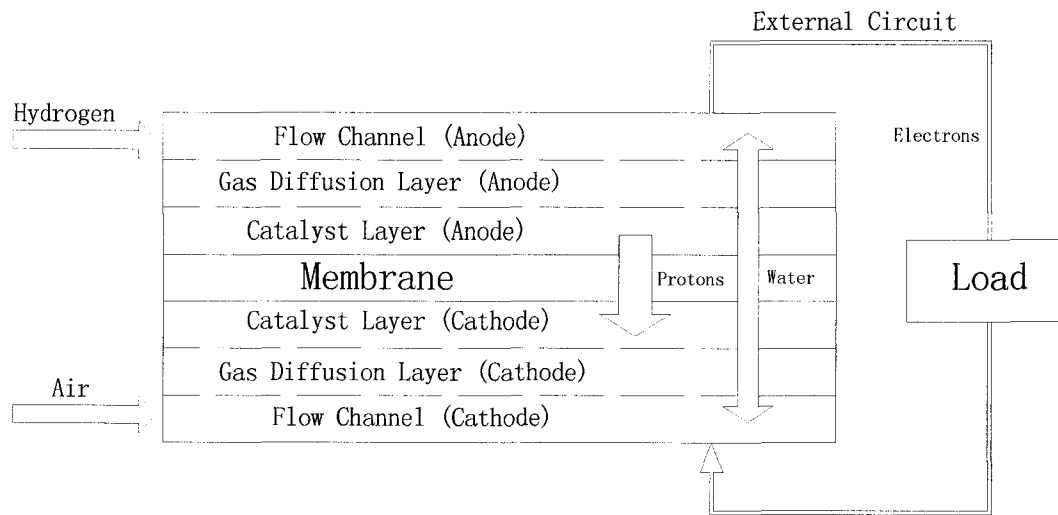 External Circuit
Hydrogen
Flow Channel (Anode)
Electrons
Gas Diffusion Layer (Anode)
Catalyst Layer (Anode)
Membrane
Protons
Water
Load
Catalyst Layer (Cathode)
Gas Diffusion Layer (Cathode)
Air
Flow Channel (Cathode)